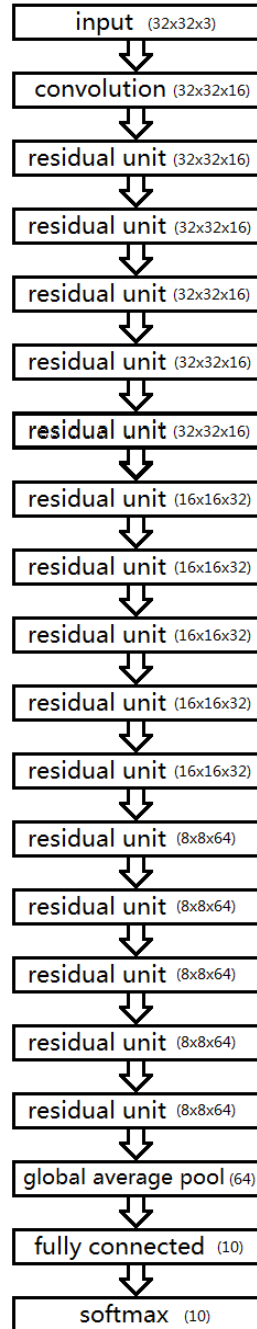 input (32x32x3)
convolution (32x32x16)
residual unit (32x32x16)
residual unit (32x32x16)
residual unit (32x32x16)
residual unit (32x32x16)
residual unit (32x32x16)
residual unit (16x16x32)
residual unit (16x16x32)
residual unit (16x16x32)
residual unit (16x16x32)
residual unit (16x16x32)
residual unit (8x8x64)
residual unit (8x8x64)
residual unit (8x8x64)
residual unit (8x8x64)
residual unit (8x8x64)
global average pool (64)
fully connected (10)
softmax (10)